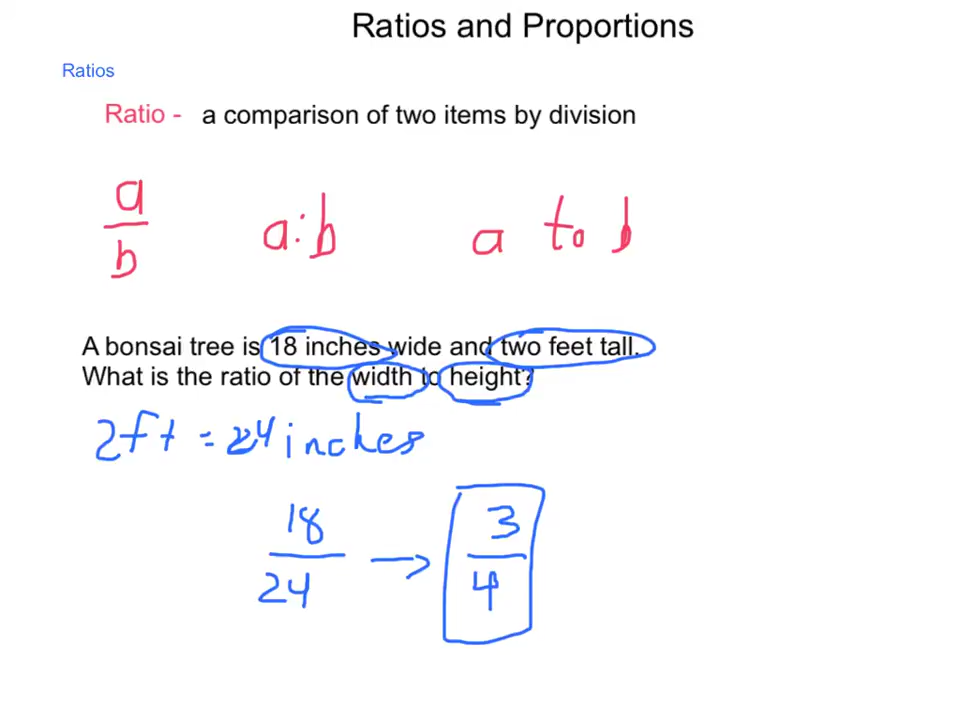 Ratios and Proportions
Ratios
Ratio - a comparison of two items by division
a/b a:b a to b
A bonsai tree is 18 inches wide and two feet tall.
What is the ratio of the width to height?
2ft = 24 inches
18/24 → 3/4